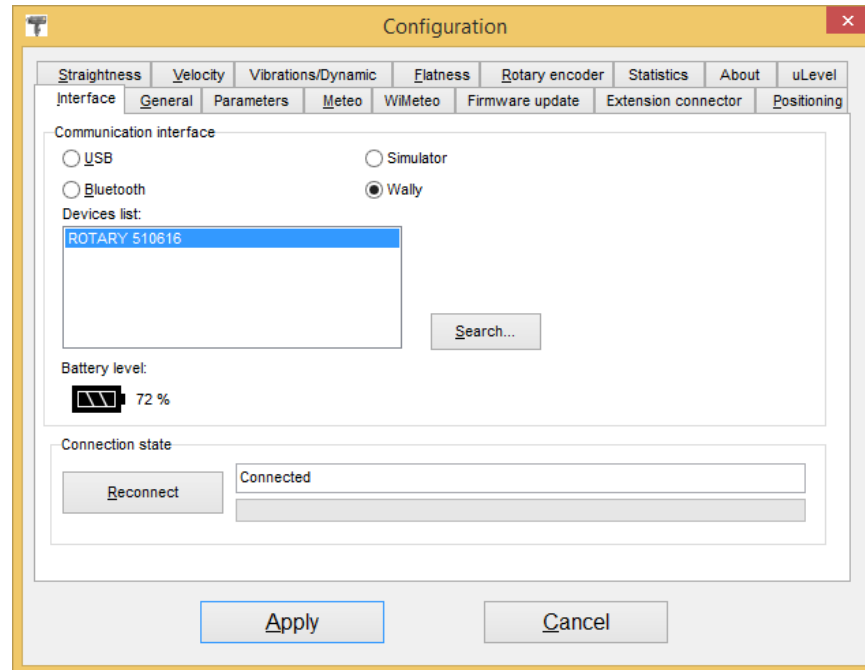 Configuration
x
Straightness Velocity Vibrations/Dynamic Flatness Rotary encoder Statistics About uLevel
Interface General Parameters Meteo WiMeteo Firmware update Extension connector Positioning
Communication interface
USB Simulator
Bluetooth Wally
Devices list:
ROTARY 510616
Search...
Battery level:
72 %
Connection state
Connected
Reconnect
Apply Cancel